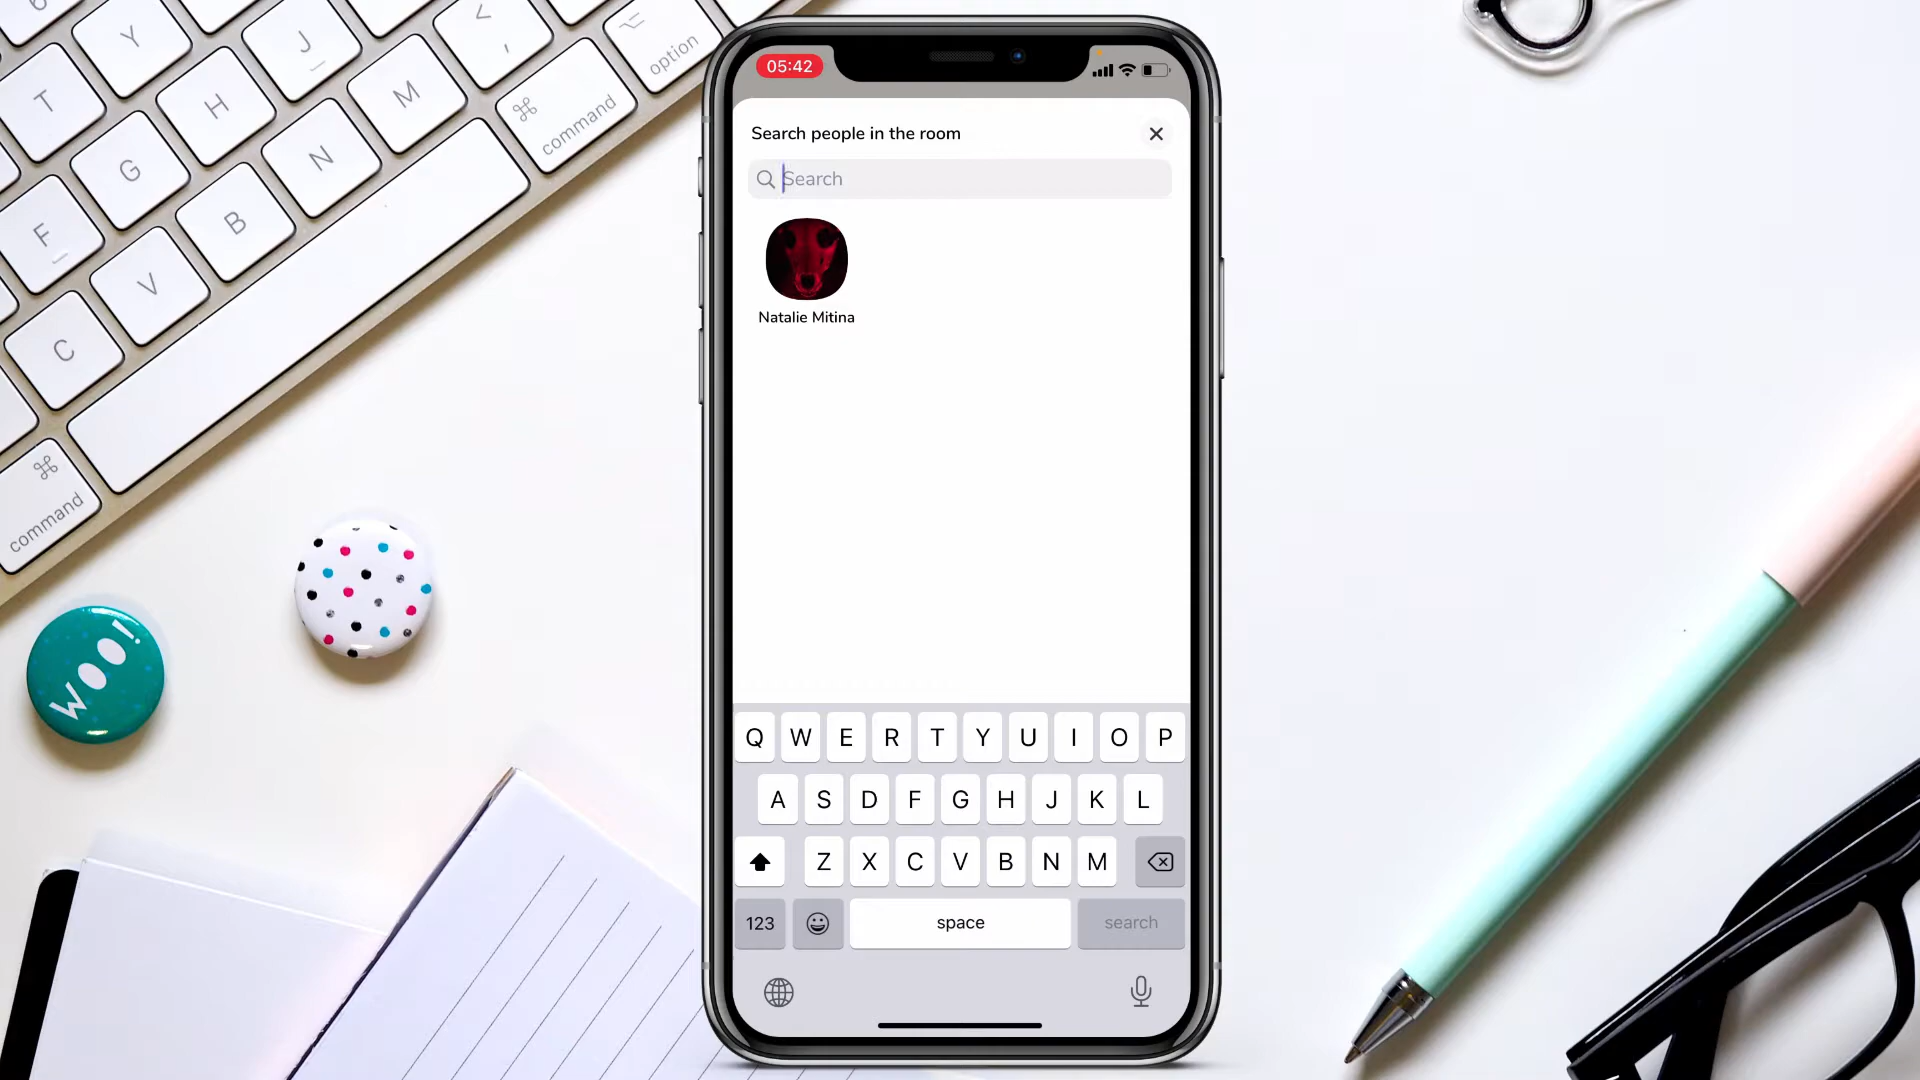 05:42
Search people in the room
Search
Natalie Mitina
Q W E R T Y U I O P
A S D F G H J K L
Z X C V B N M
123 space search
Y J < , option
T H M ⌘ command
G N
F B
V
C
⌘ command
WOO!